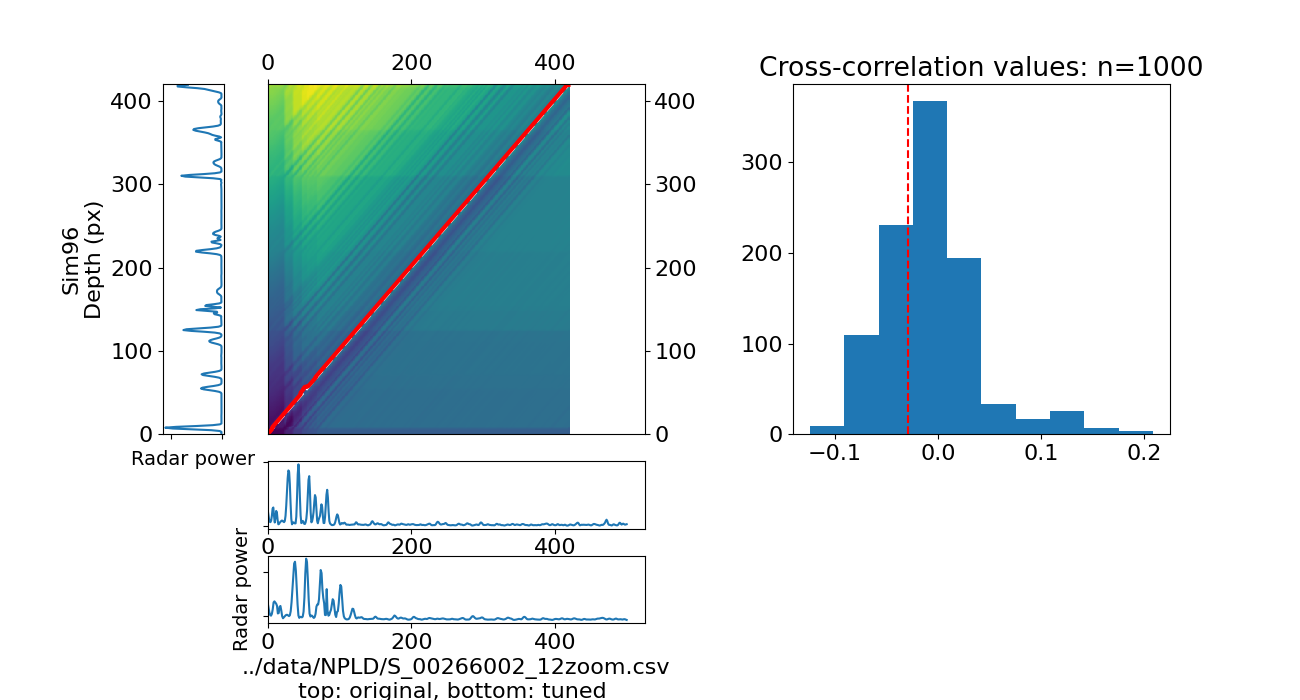 0 200 400
Cross-correlation values: n=1000
400
300
200
100
0
Sim96
Depth (px)
400
300
200
100
0
300
200
100
0
−0.1 0.0 0.1 0.2
Radar power
0 200 400
Radar power
0 200 400
../data/NPLD/S_00266002_12zoom.csv
top: original, bottom: tuned